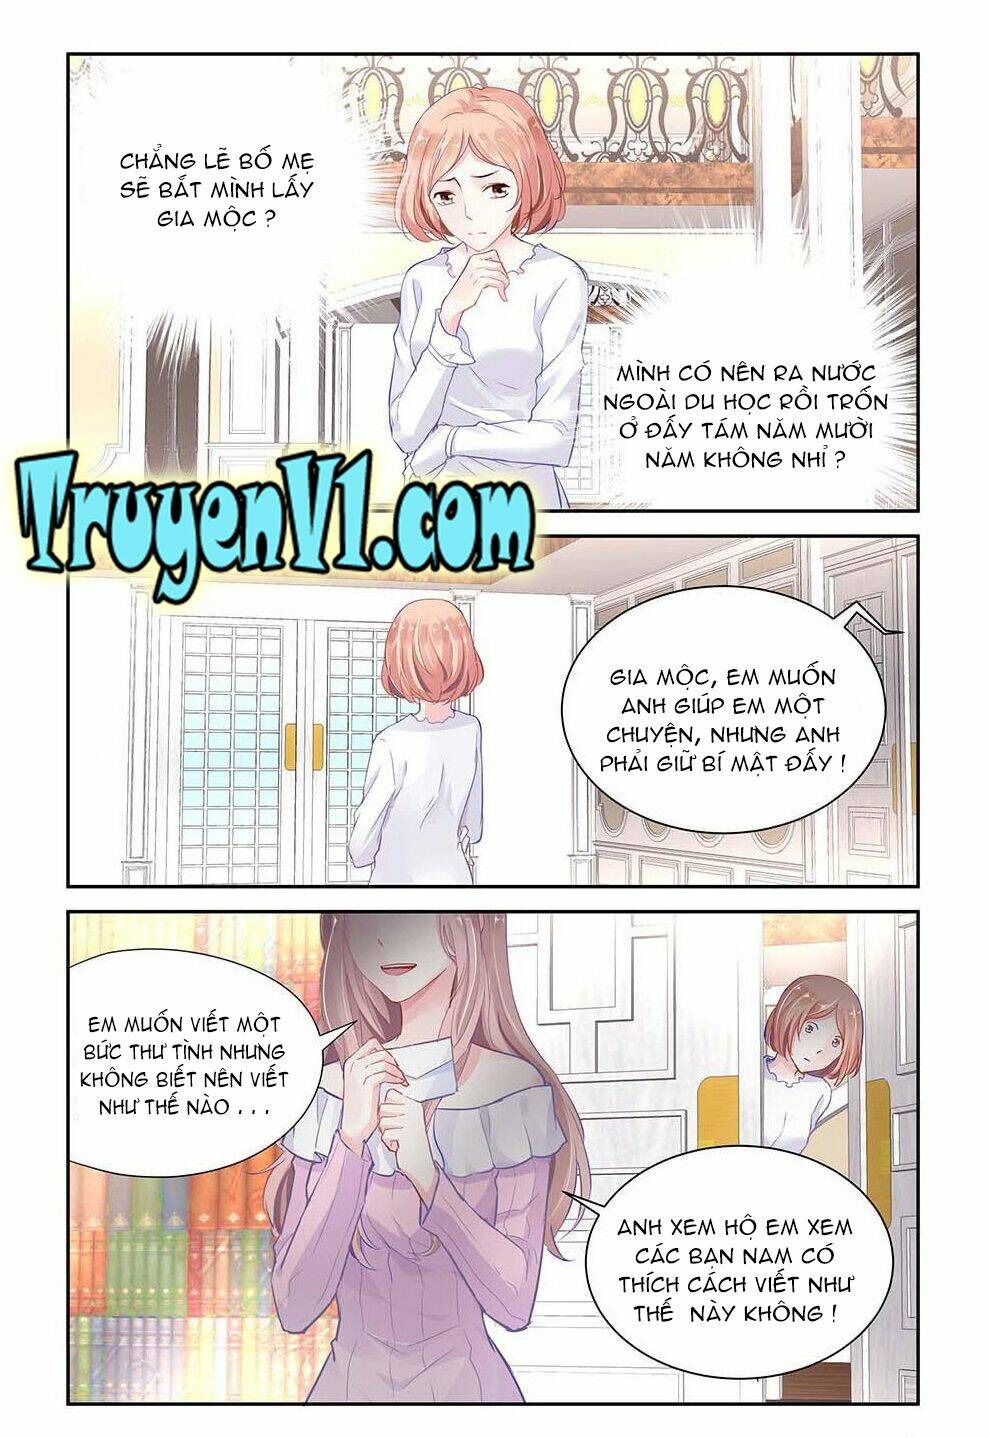 CHẲNG LẼ BỐ MẸ
SẼ BẮT MÌNH LẤY
GIA MỘC ?
MÌNH CÓ NÊN RA NƯỚC
NGOÀI DU HỌC RỒI TRỐN
Ở ĐẤY TÁM NĂM MƯỜI
NĂM KHÔNG NHỈ ?
TruyenV1.com
GIA MỘC, EM MUỐN
ANH GIÚP EM MỘT
CHUYỆN, NHƯNG ANH
PHẢI GIỮ BÍ MẬT ĐẤY !
EM MUỐN VIẾT MỘT
BỨC THƯ TÌNH NHƯNG
KHÔNG BIẾT NÊN VIẾT
NHƯ THẾ NÀO . . .
ANH XEM HỘ EM XEM
CÁC BẠN NAM CÓ
THÍCH CÁCH VIẾT NHƯ
THẾ NÀY KHÔNG !